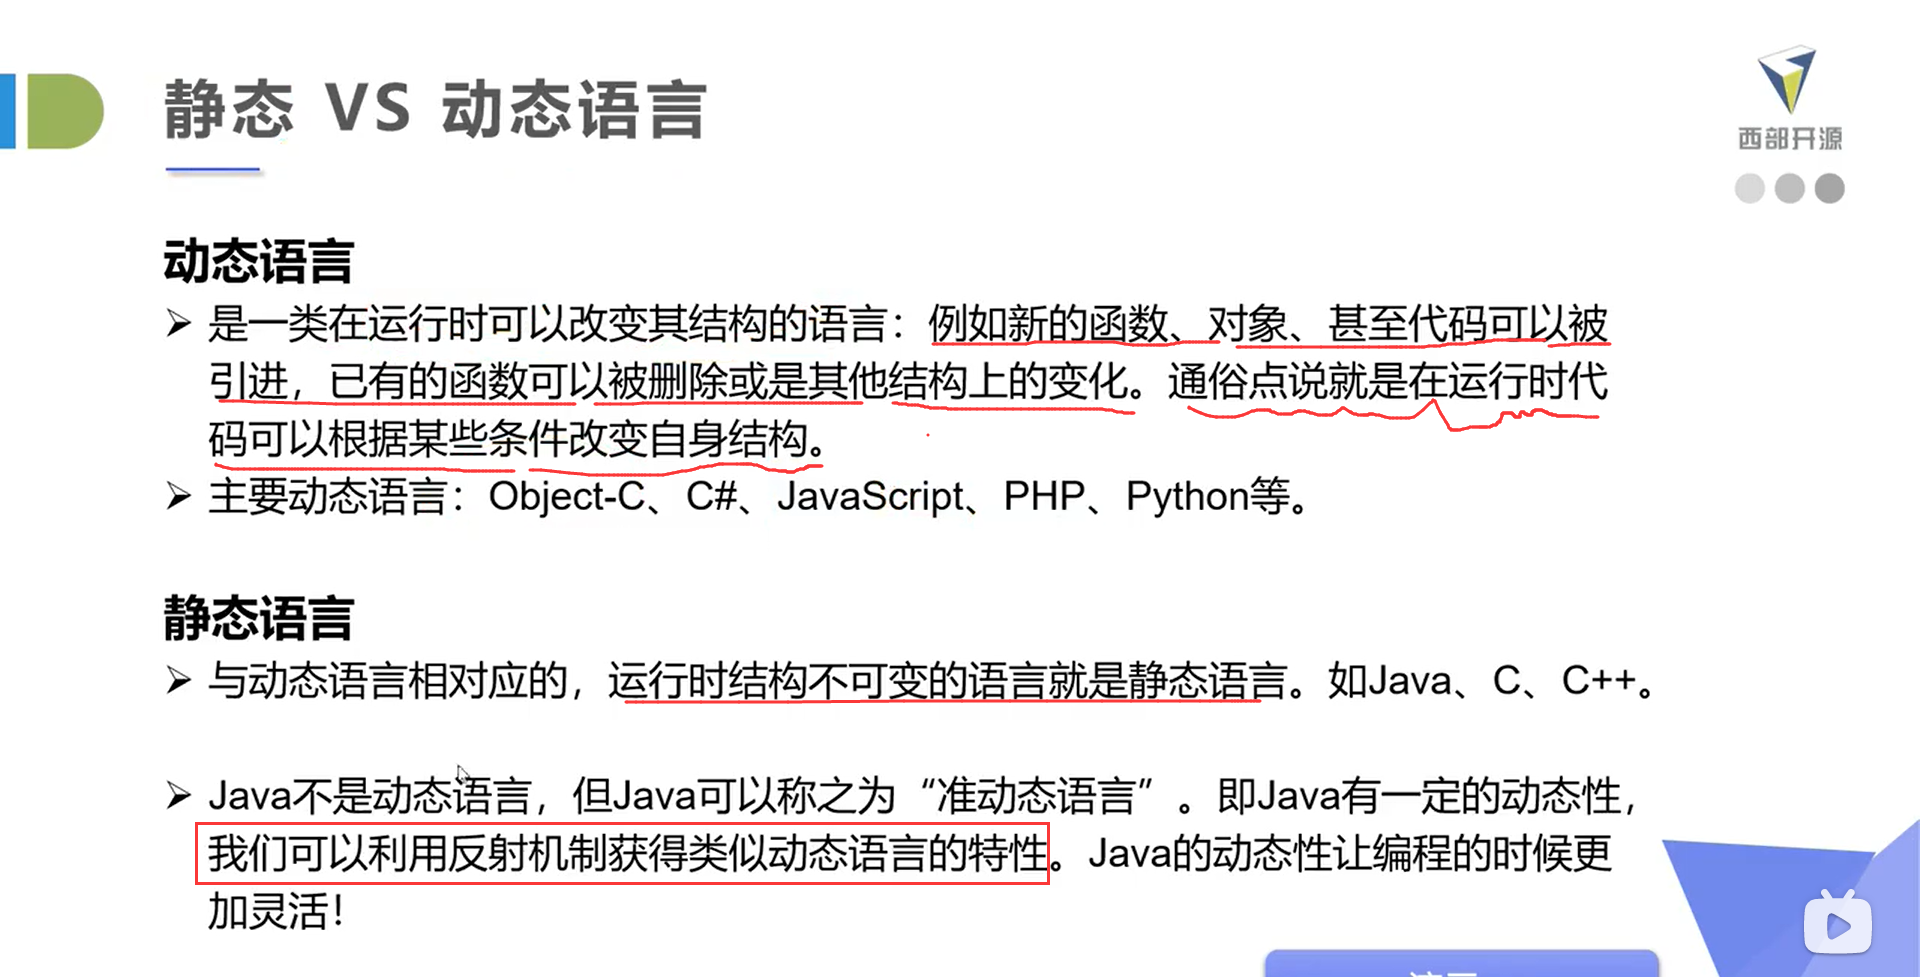 静态 VS 动态语言
西部开源
动态语言
是一类在运行时可以改变其结构的语言：例如新的函数、对象、甚至代码可以被
引进，已有的函数可以被删除或是其他结构上的变化。通俗点说就是在运行时代
码可以根据某些条件改变自身结构。
主要动态语言：Object-C、C#、JavaScript、PHP、Python等。
静态语言
与动态语言相对应的，运行时结构不可变的语言就是静态语言。如Java、C、C++。
Java不是动态语言，但Java可以称之为“准动态语言”。即Java有一定的动态性，
我们可以利用反射机制获得类似动态语言的特性。Java的动态性让编程的时候更
加灵活！